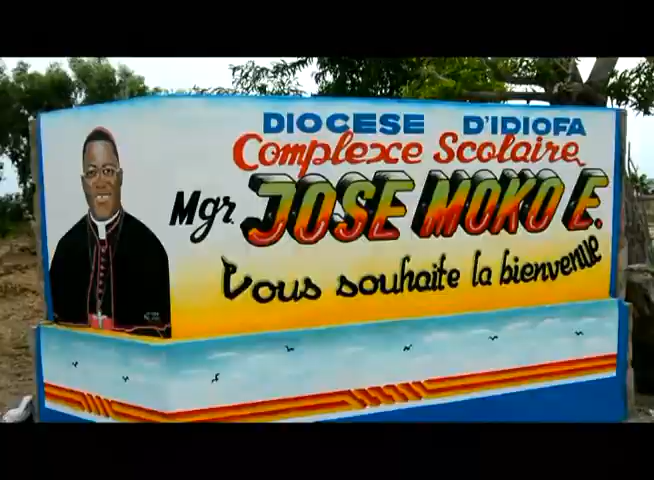 DIOCESE D'IDIOFA
Complexe Scolaire
Mgr. JOSE MOKO E.
Vous souhaite la bienvenue